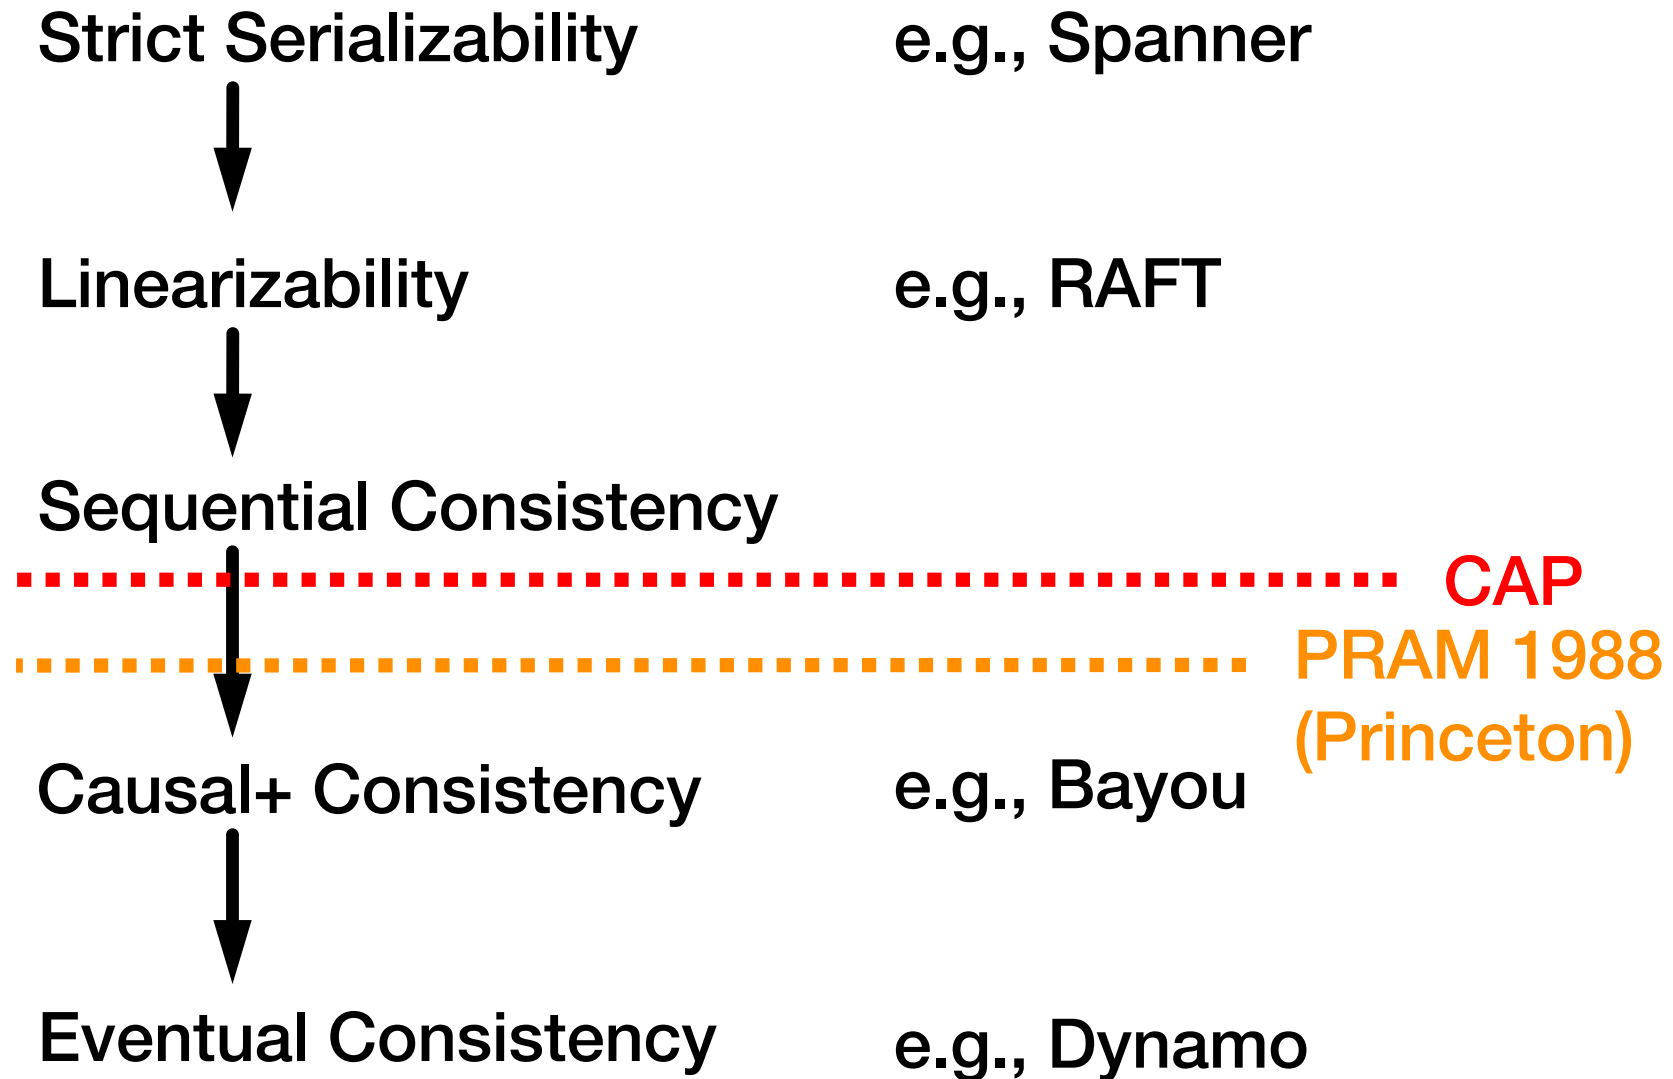 Strict Serializability e.g., Spanner
Linearizability e.g., RAFT
Sequential Consistency
CAP
PRAM 1988
(Princeton)
Causal+ Consistency e.g., Bayou
Eventual Consistency e.g., Dynamo